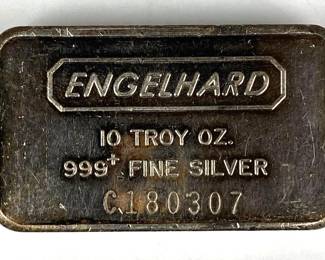 ENGELHARD
10 TROY OZ.
999+ FINE SILVER
C180307